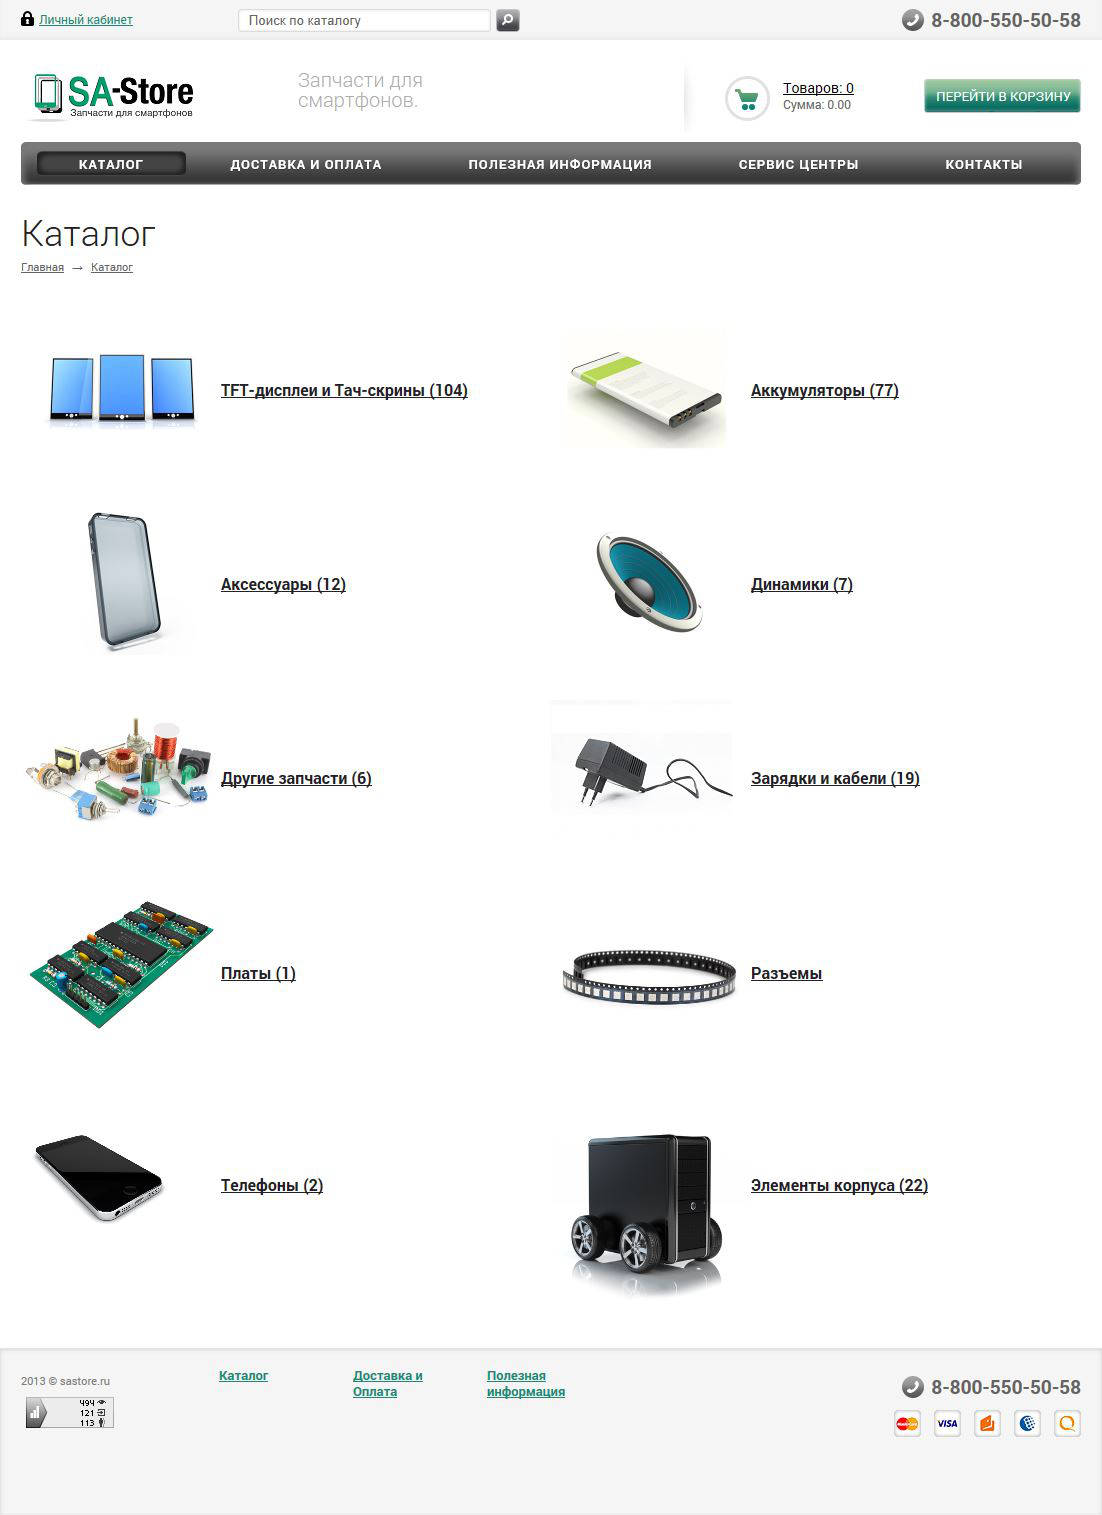 Личный кабинет
Поиск по каталогу
8-800-550-50-58
SA-Store
Запчасти для смартфонов
Запчасти для
смартфонов.
Товаров: 0
Сумма: 0.00
ПЕРЕЙТИ В КОРЗИНУ
КАТАЛОГ
ДОСТАВКА И ОПЛАТА
ПОЛЕЗНАЯ ИНФОРМАЦИЯ
СЕРВИС ЦЕНТРЫ
КОНТАКТЫ
Каталог
Главная → Каталог
TFT-дисплеи и Тач-скрины (104)
Аккумуляторы (77)
Аксессуары (12)
Динамики (7)
Другие запчасти (6)
Зарядки и кабели (19)
Платы (1)
Разъемы
Телефоны (2)
Элементы корпуса (22)
2013 © sastore.ru
494
121
113
Каталог
Доставка и
Оплата
Полезная
информация
8-800-550-50-58
MasterCard
VISA